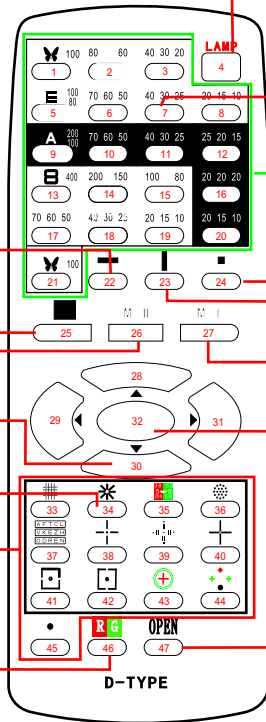 LAMP
100 80 60 40 30 20
1 2 3 4
E 100 80 70 60 50 40 30 25 20 15 10
5 6 7 8
A 200 100 70 60 50 40 30 25 25 20 15
9 10 11 12
8 400 200 150 100 80 20 20 20
13 14 15 16
70 60 50 40 30 25 20 15 10 20 15 10
17 18 19 20
100
21 22 23 24
M II M I
25 26 27
28
29 32 31
30
33 34 35 36
AFTCL
VKEZH
37 38 39 40
41 42 43 44
R G OPEN
45 46 47
D-TYPE